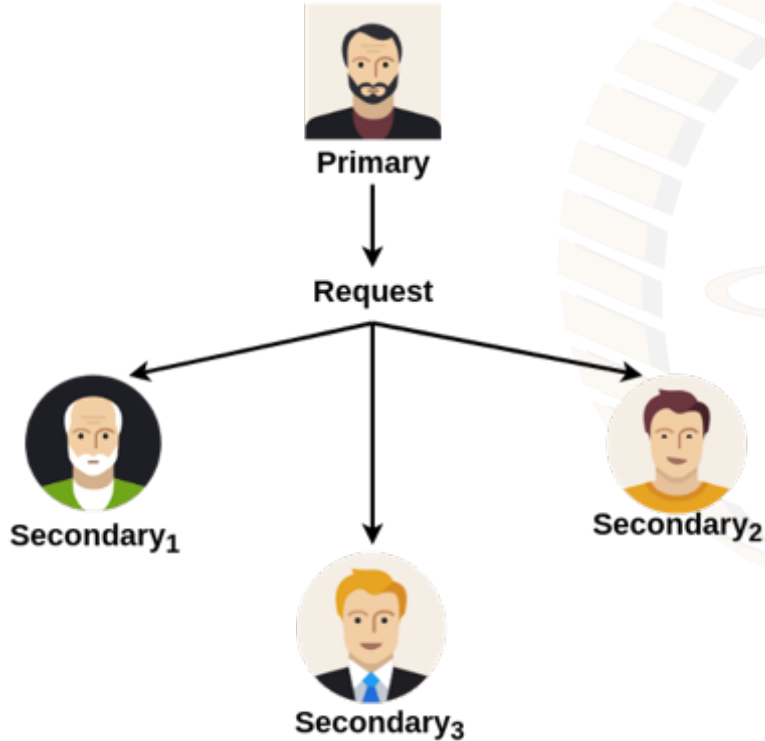 Primary
Request
Secondary₁
Secondary₂
Secondary₃